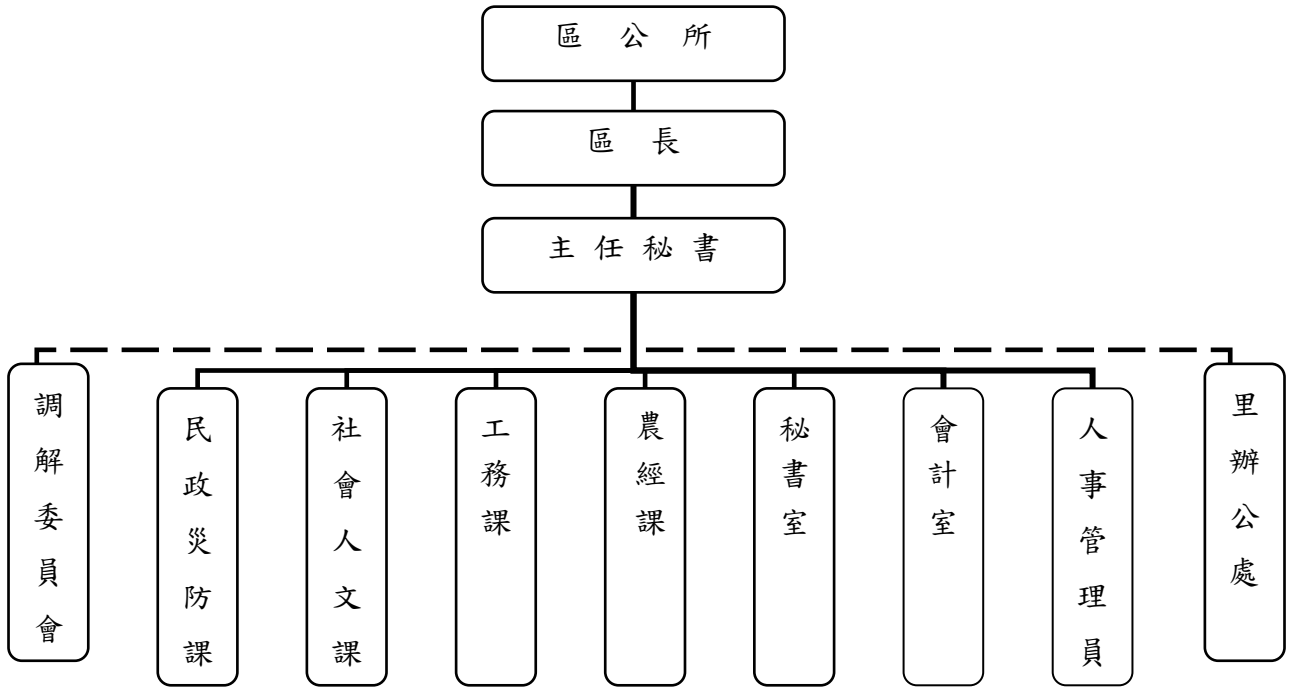 區公所
區長
主任秘書
調解委員會
民政災防課
社會人文課
工務課
農經課
秘書室
會計室
人事管理員
里辦公處